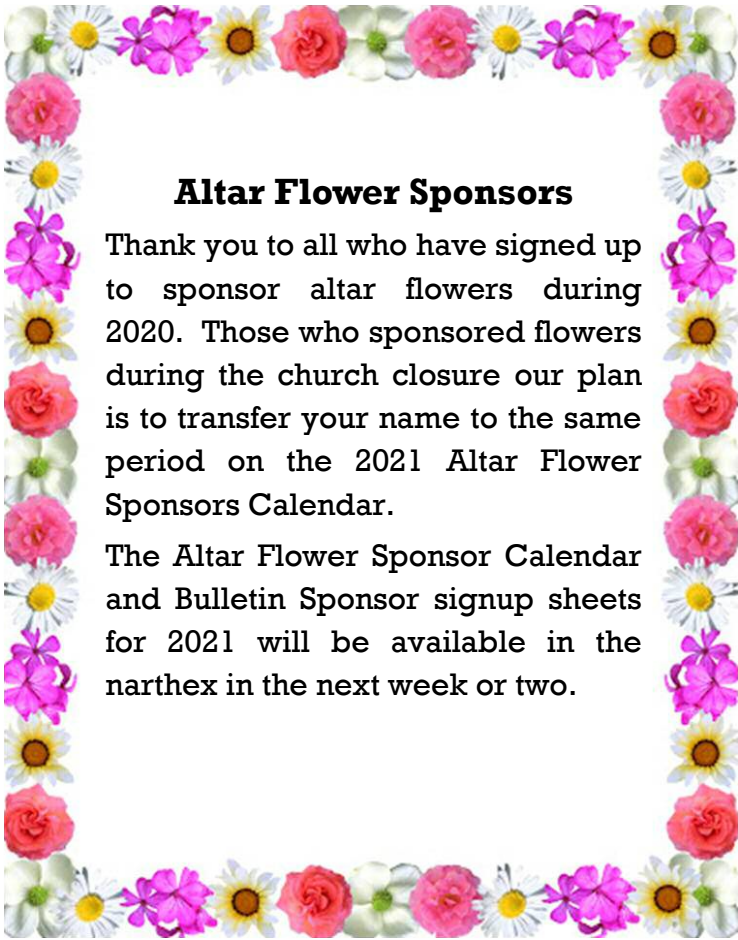 Altar Flower Sponsors
Thank you to all who have signed up
to sponsor altar flowers during
2020. Those who sponsored flowers
during the church closure our plan
is to transfer your name to the same
period on the 2021 Altar Flower
Sponsors Calendar.
The Altar Flower Sponsor Calendar
and Bulletin Sponsor signup sheets
for 2021 will be available in the
narthex in the next week or two.